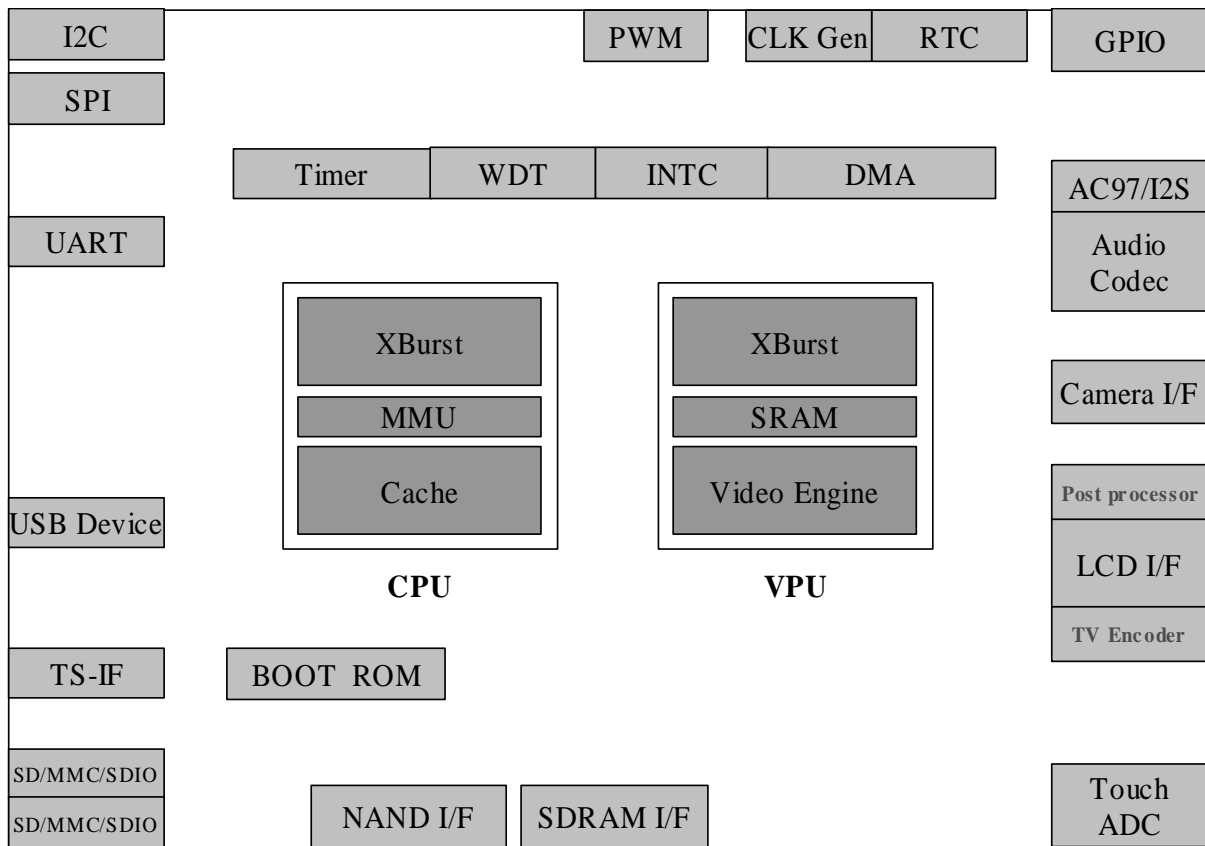 I2C
PWM
CLK Gen
RTC
GPIO
SPI
Timer
WDT
INTC
DMA
AC97/I2S
UART
Audio
Codec
XBurst
XBurst
Camera I/F
MMU
SRAM
Cache
Video Engine
Post processor
USB Device
LCD I/F
CPU
VPU
TV Encoder
TS-IF
BOOT ROM
SD/MMC/SDIO
SD/MMC/SDIO
NAND I/F
SDRAM I/F
Touch
ADC